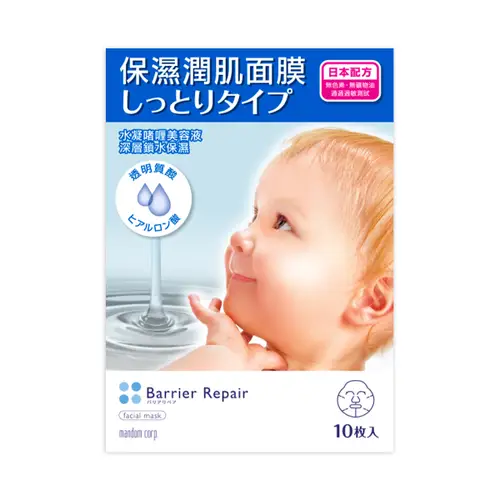 保濕潤肌面膜
しっとりタイプ
日本配方
無色素・無礦物油
通過過敏測試
水凝啫喱美容液
深層鎖水保濕
透明質酸
ヒアルロン酸
Barrier Repair
バリアリペア
facial mask
mandom corp.
10枚入